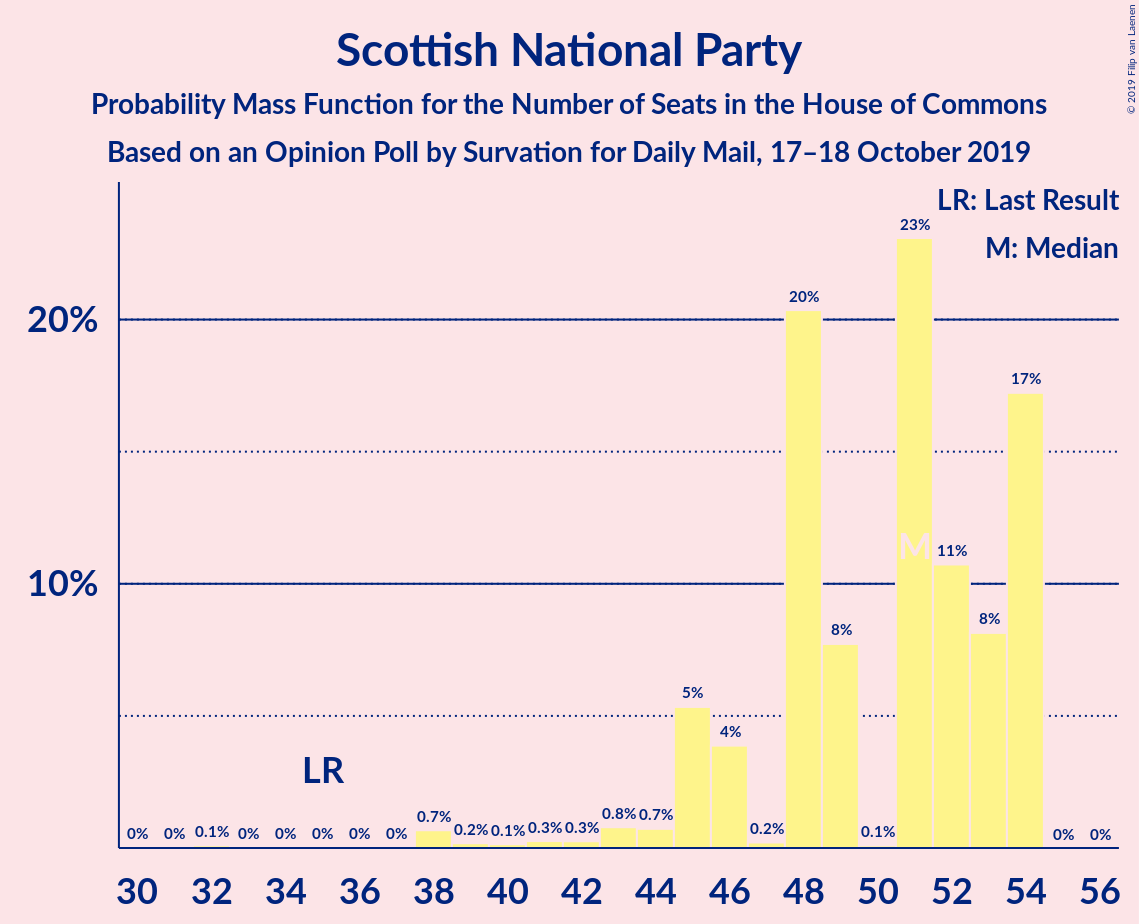 Scottish National Party
Probability Mass Function for the Number of Seats in the House of Commons
Based on an Opinion Poll by Survation for Daily Mail, 17–18 October 2019
© 2019 Filip van Laenen
LR: Last Result
M: Median
20%
10%
0% 0% 0.1% 0% 0% 0% 0% 0% 0.7% 0.2% 0.1% 0.3% 0.3% 0.8% 0.7% 5% 4% 0.2% 20% 8% 0.1% 23% 11% 8% 17% 0% 0%
LR
M
30 32 34 36 38 40 42 44 46 48 50 52 54 56